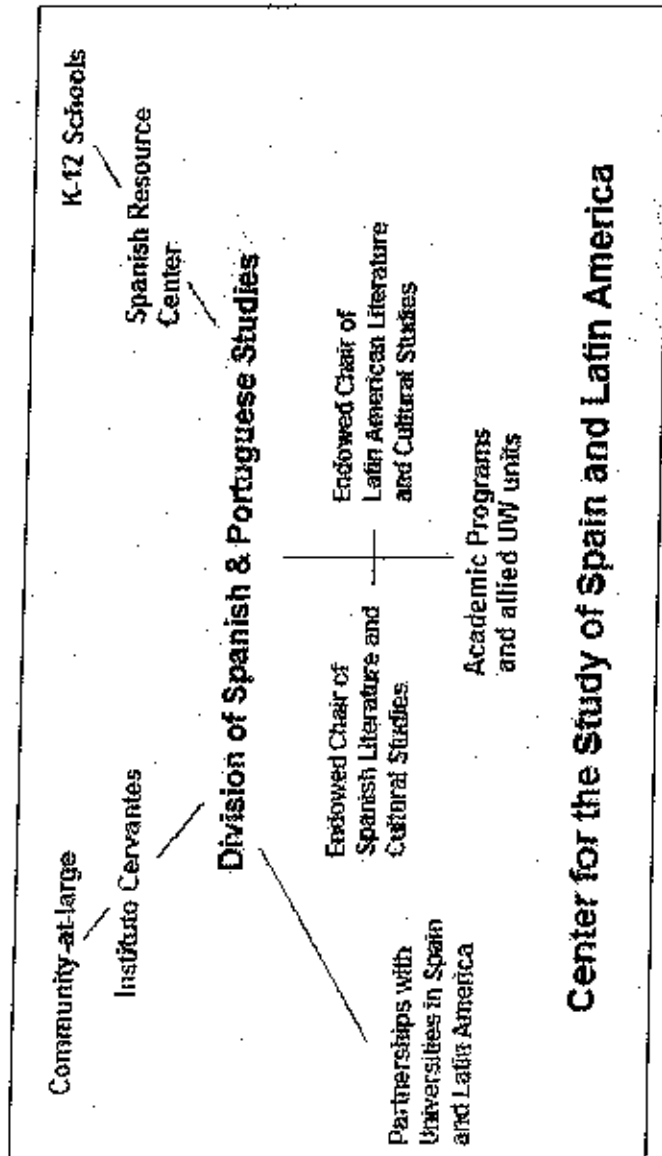 Community-at-large
K-12 Schools
Instituto Cervantes
Spanish Resource
Center
Division of Spanish & Portuguese Studies
Endowed Chair of
Spanish Literature and
Cultural Studies
Endowed Chair of
Latin American Literature
and Cultural Studies
Partnerships with
Universities in Spain
and Latin America
Academic Programs
and allied UW units
Center for the Study of Spain and Latin America